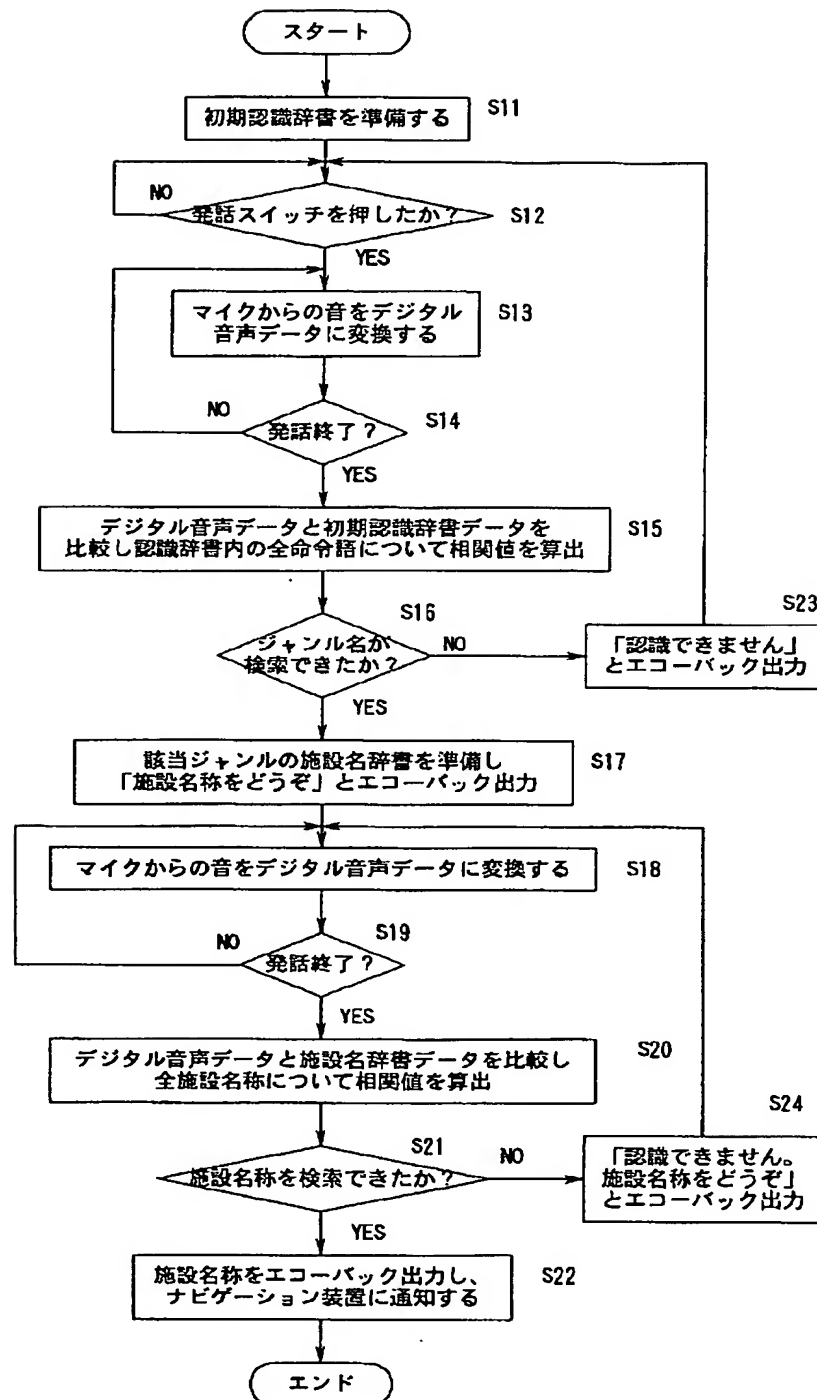 スタート
初期認識辞書を準備する
S11
NO
発話スイッチを押したか？
S12
YES
マイクからの音をデジタル
音声データに変換する
S13
NO
発話終了？
S14
YES
デジタル音声データと初期認識辞書データを
比較し認識辞書内の全命令語について相関値を算出
S15
S16
ジャンル名が
検索できたか？
NO
S23
「認識できません」
とエコーバック出力
YES
該当ジャンルの施設名辞書を準備し
「施設名称をどうぞ」とエコーバック出力
S17
マイクからの音をデジタル音声データに変換する
S18
NO
S19
発話終了？
YES
デジタル音声データと施設名辞書データを比較し
全施設名称について相関値を算出
S20
S21
施設名称を検索できたか？
NO
S24
「認識できません。
施設名称をどうぞ」
とエコーバック出力
YES
施設名称をエコーバック出力し、
ナビゲーション装置に通知する
S22
エンド